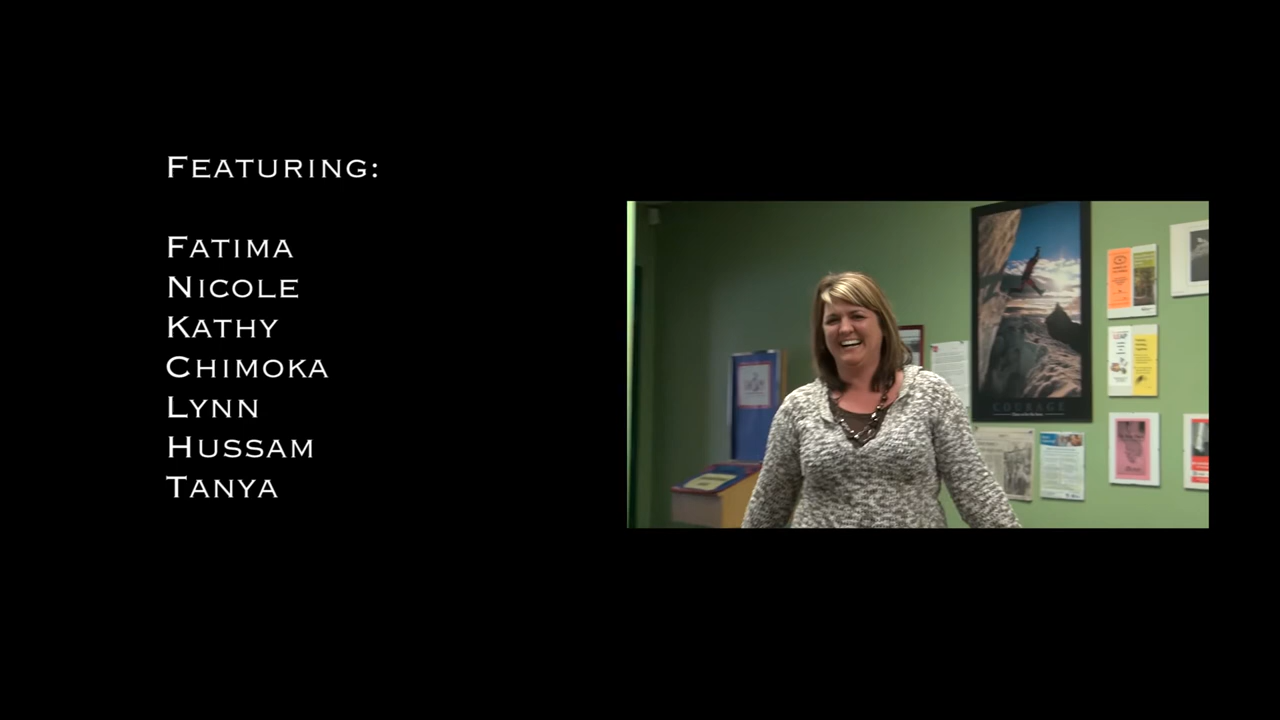 FEATURING:
FATIMA
NICOLE
KATHY
CHIMOKA
LYNN
HUSSAM
TANYA
COURAGE